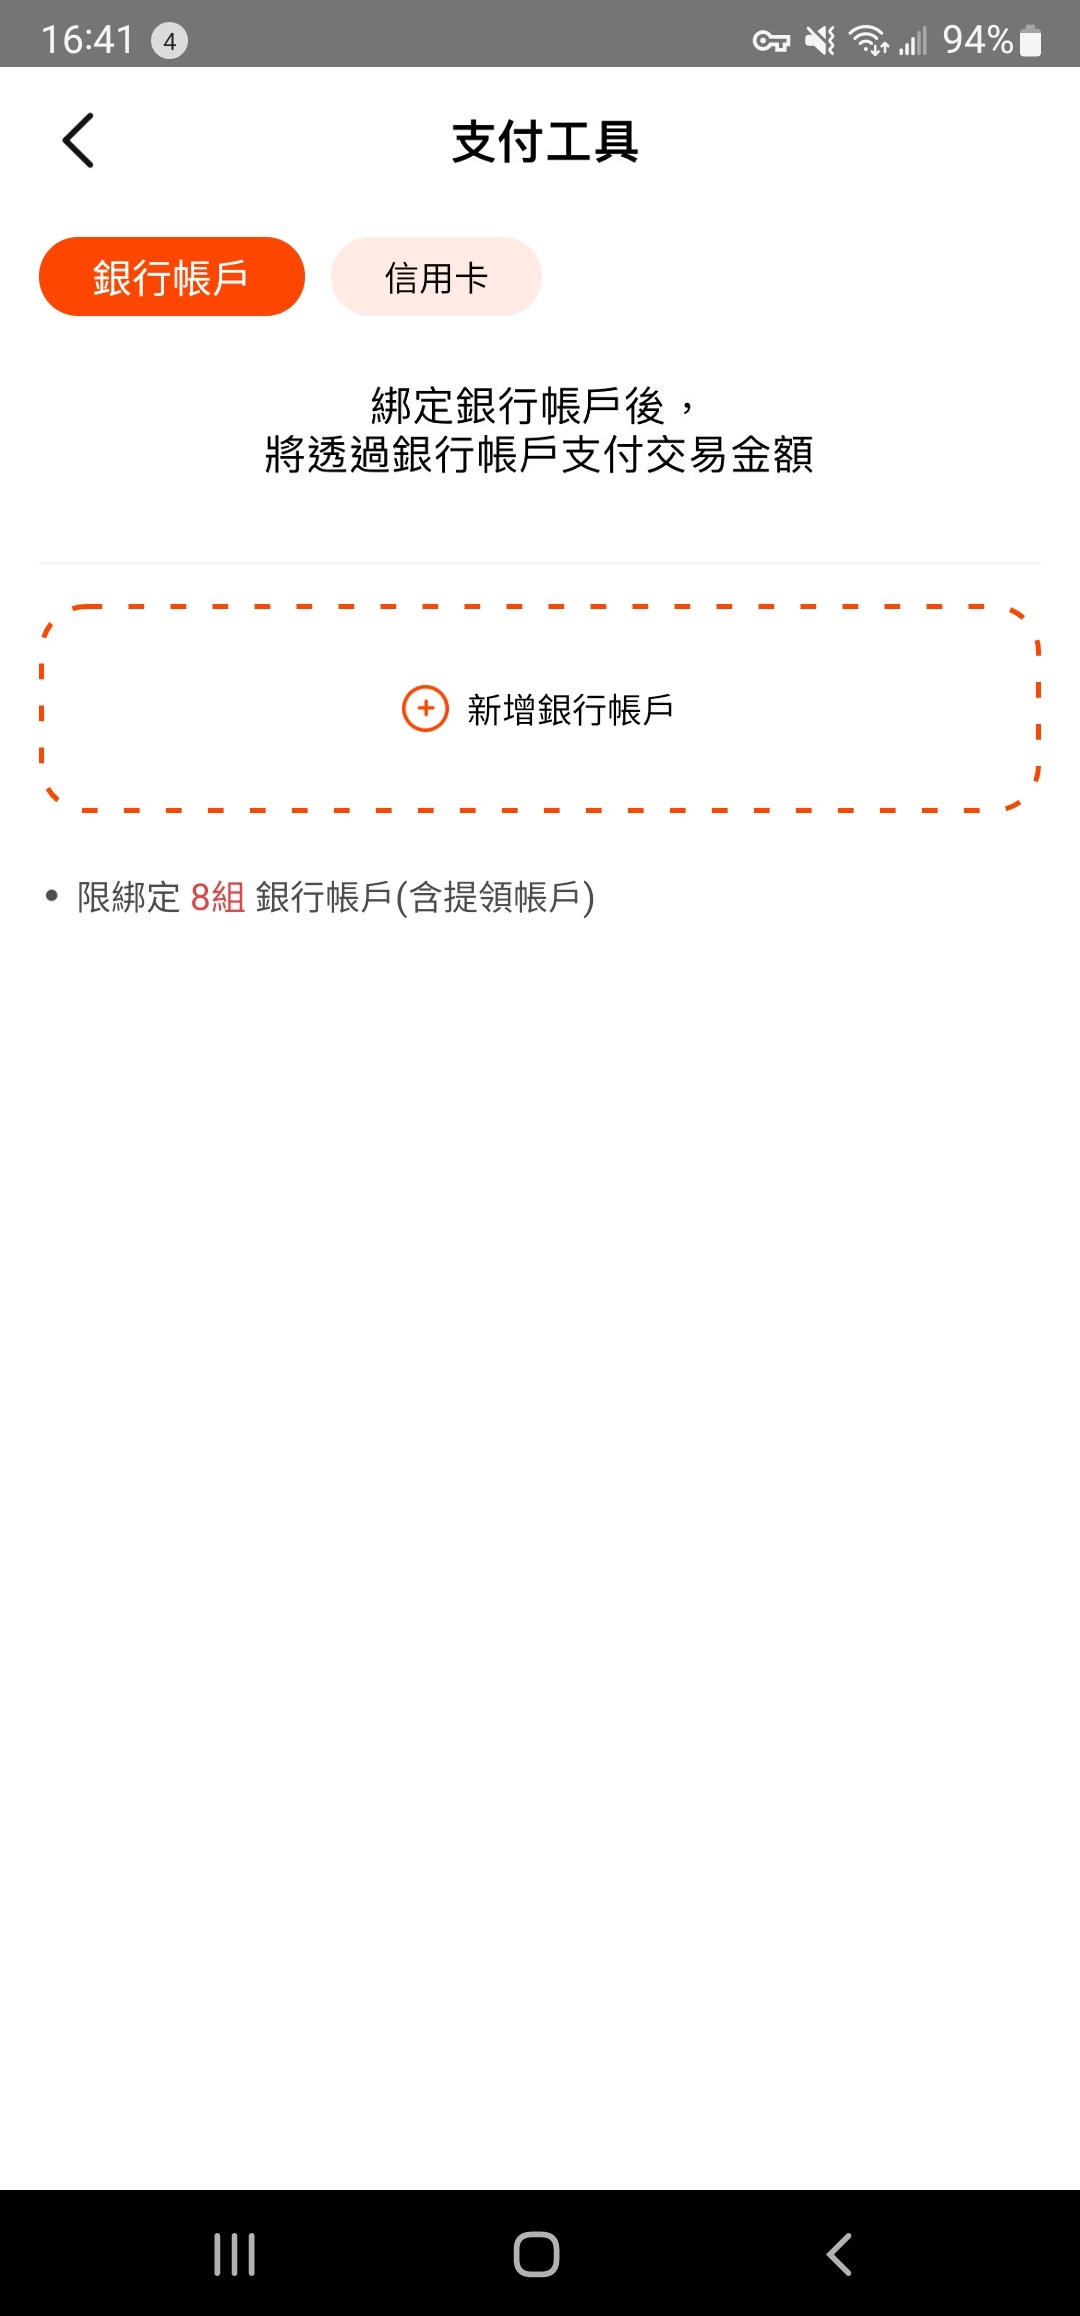 16:41 4 94%
支付工具
銀行帳戶 信用卡
綁定銀行帳戶後，
將透過銀行帳戶支付交易金額
新增銀行帳戶
• 限綁定 8組 銀行帳戶(含提領帳戶)